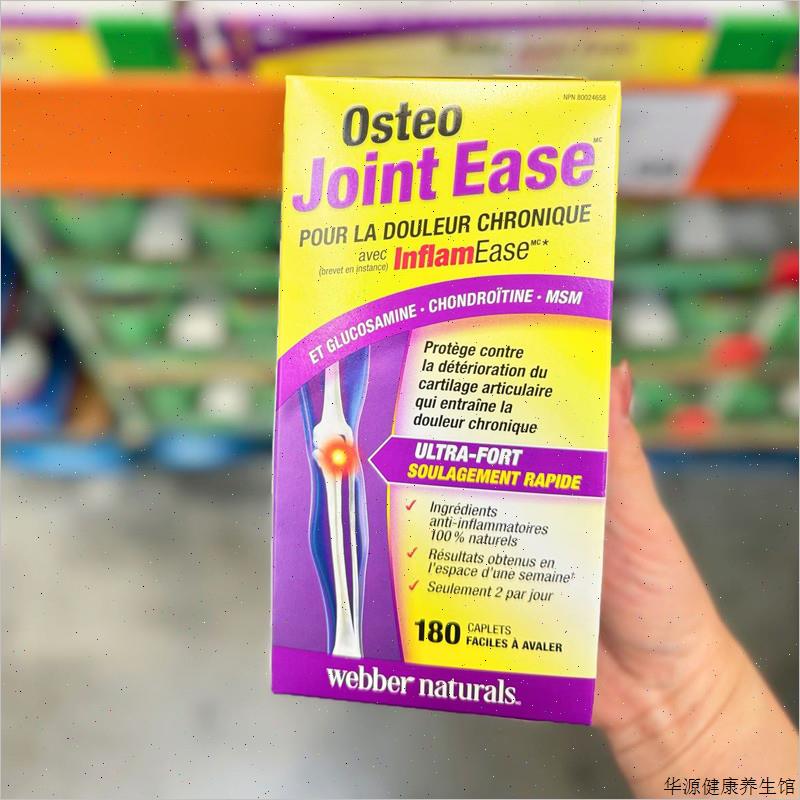 NPN 80024658
Osteo
Joint Ease MC
POUR LA DOULEUR CHRONIQUE
avec InflamEase MC*
(brevet en instance)
ET GLUCOSAMINE • CHONDROÏTINE • MSM
Protège contre
la détérioration du
cartilage articulaire
qui entraîne la
douleur chronique
ULTRA-FORT
SOULAGEMENT RAPIDE
✓ Ingrédients
anti-inflammatoires
100 % naturels
✓ Résultats obtenus en
l'espace d'une semaine†
✓ Seulement 2 par jour
180 CAPLETS
FACILES À AVALER
webber naturals
华源健康养生馆